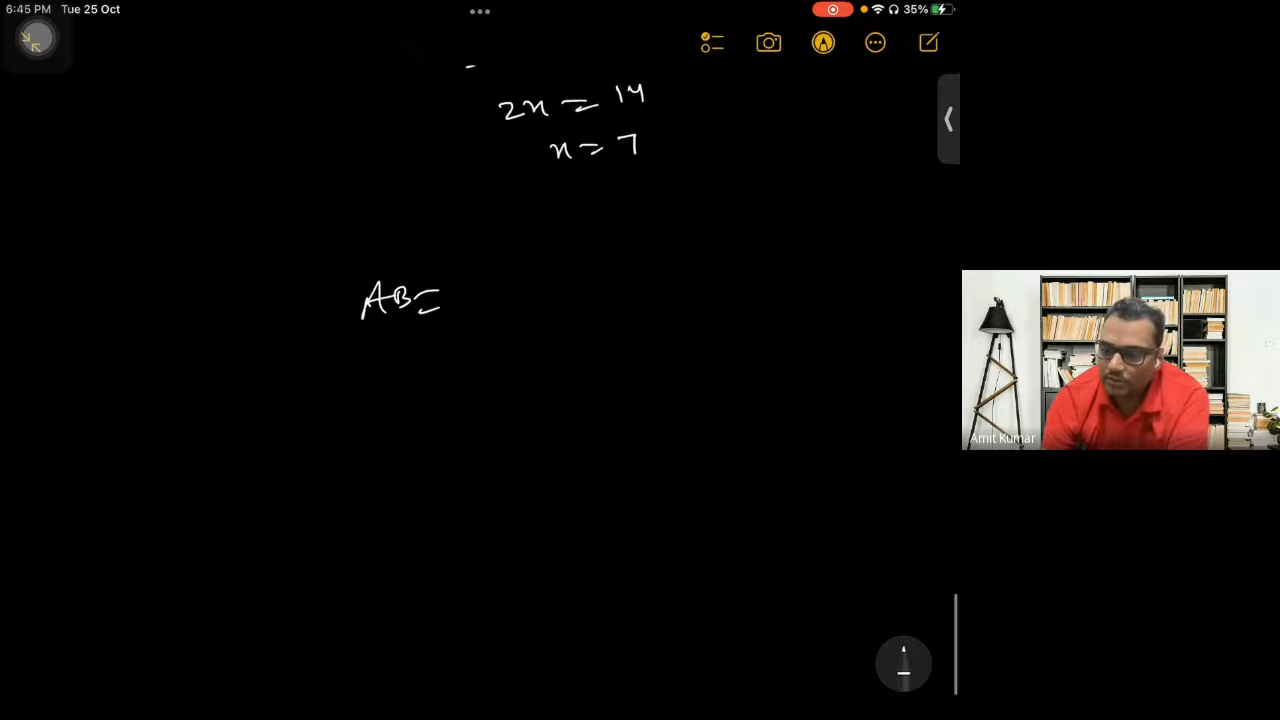 6:45 PM Tue 25 Oct
35%
2x = 14
x = 7
AB =
Amit Kumar